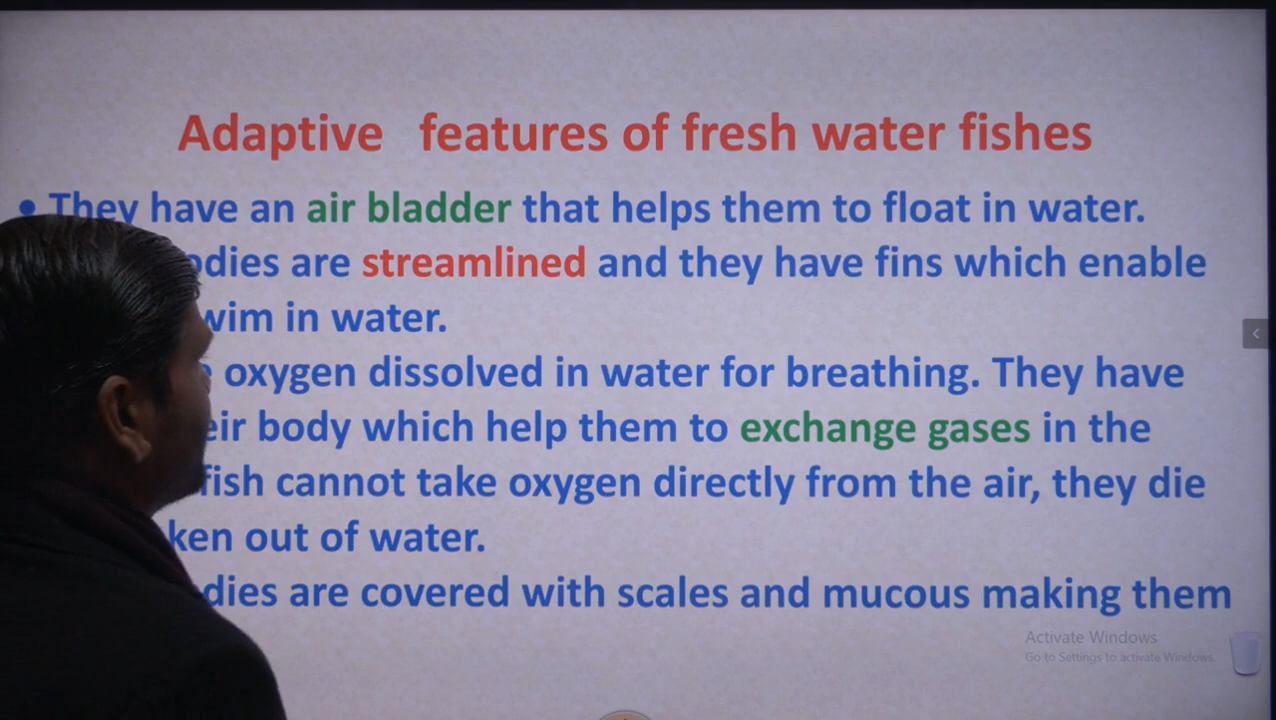 Adaptive features of fresh water fishes
• They have an air bladder that helps them to float in water.
odies are streamlined and they have fins which enable
wim in water.
oxygen dissolved in water for breathing. They have
eir body which help them to exchange gases in the
fish cannot take oxygen directly from the air, they die
ken out of water.
dies are covered with scales and mucous making them
Activate Windows
Go to Settings to activate Windows.